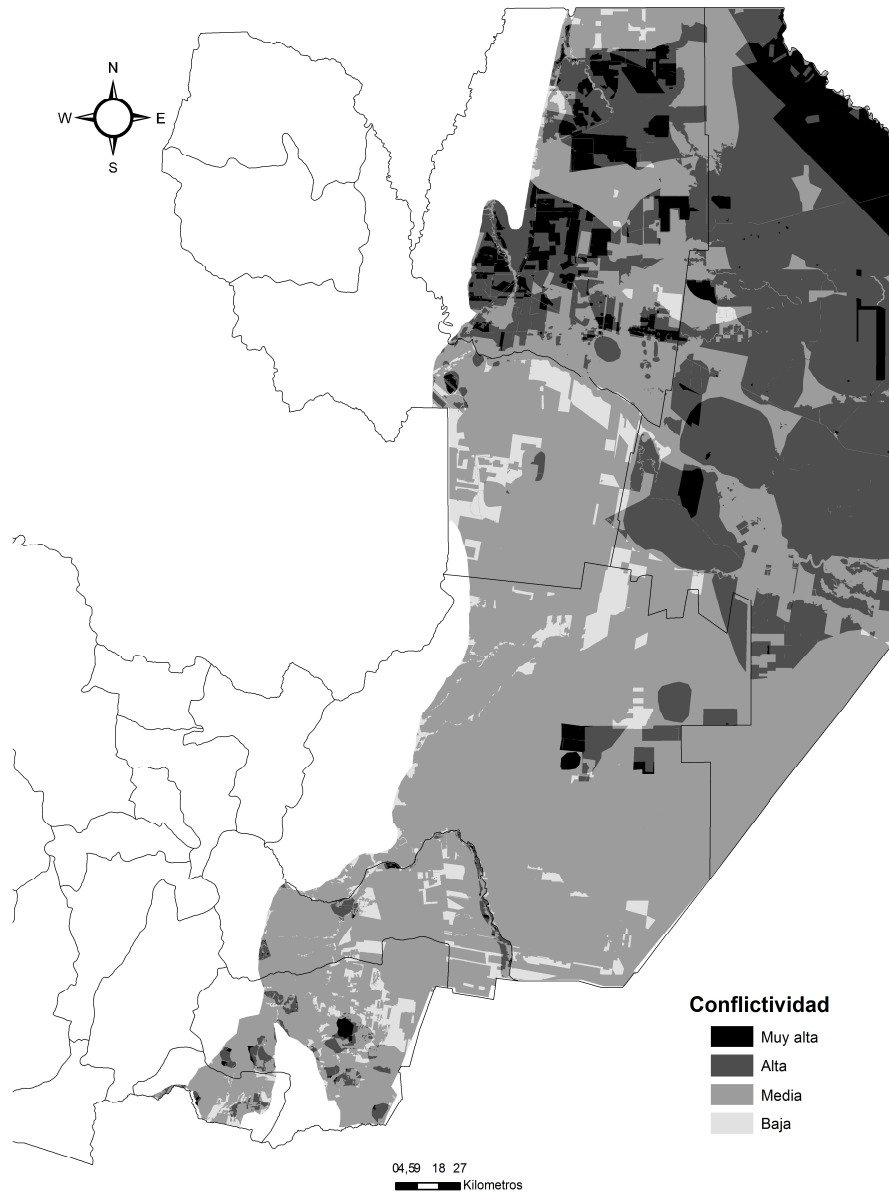 N
W E
S
Conflictividad
Muy alta
Alta
Media
Baja
04,59 18 27
Kilometros